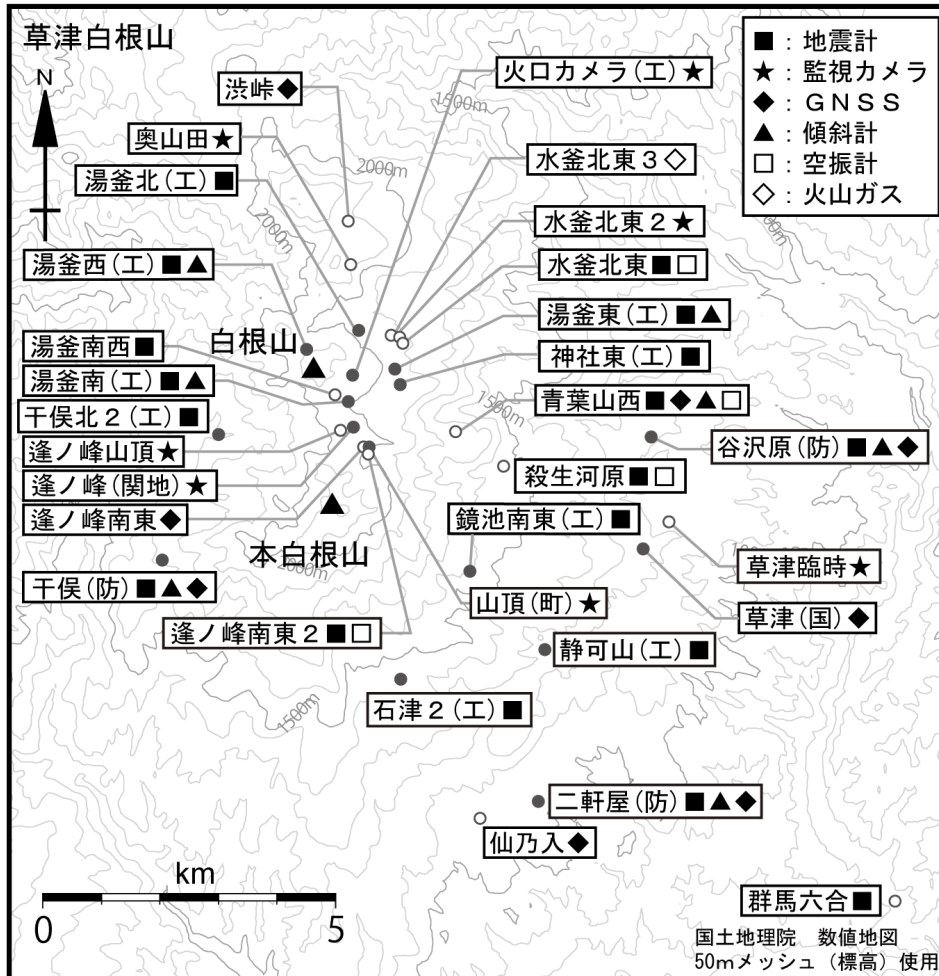 草津白根山
N
■：地震計
★：監視カメラ
◆：ＧＮＳＳ
▲：傾斜計
□：空振計
◇：火山ガス
火口カメラ(工)★
渋峠◆
1500m
奥山田★
2000m
水釜北東３◇
湯釜北(工)■
水釜北東２★
2000m
湯釜西(工)■▲
水釜北東■□
湯釜東(工)■▲
白根山
湯釜南西■
神社東(工)■
湯釜南(工)■▲
青葉山西■◆▲□
1500m
干俣北２(工)■
谷沢原(防)■▲◆
逢ノ峰山頂★
殺生河原■□
逢ノ峰(関地)★
逢ノ峰南東◆
鏡池南東(工)■
本白根山
2000m
草津臨時★
干俣(防)■▲◆
山頂(町)★
草津(国)◆
逢ノ峰南東２■□
静可山(工)■
石津２(工)■
1500m
二軒屋(防)■▲◆
仙乃入◆
km
0 5
群馬六合■
国土地理院　数値地図
50mメッシュ（標高）使用